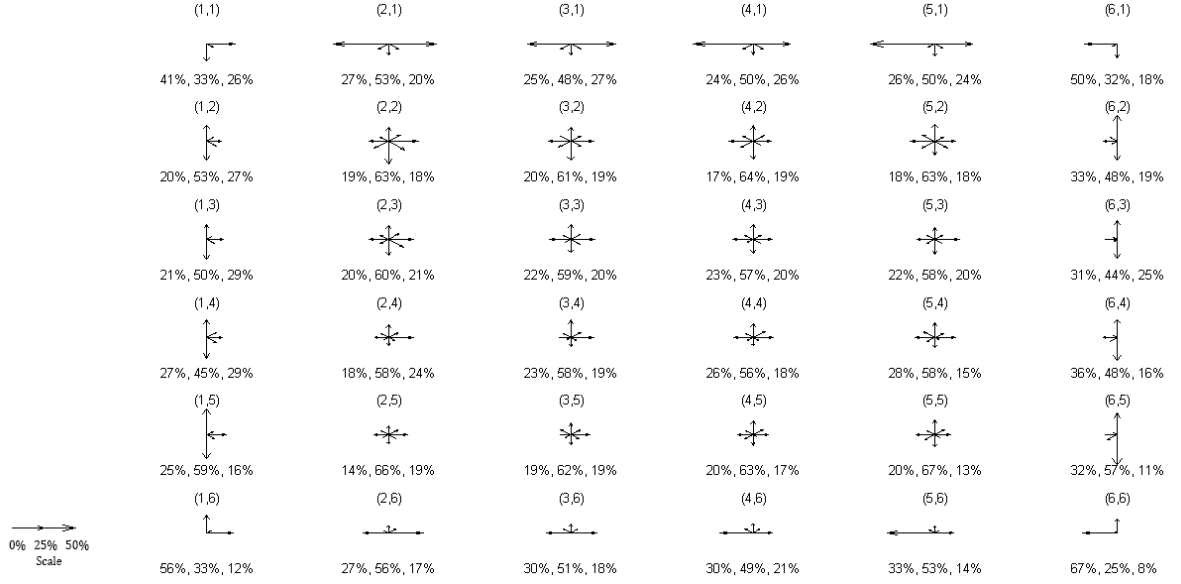 (1,1) (2,1) (3,1) (4,1) (5,1) (6,1)
41%, 33%, 26% 27%, 53%, 20% 25%, 48%, 27% 24%, 50%, 26% 26%, 50%, 24% 50%, 32%, 18%
(1,2) (2,2) (3,2) (4,2) (5,2) (6,2)
20%, 53%, 27% 19%, 63%, 18% 20%, 61%, 19% 17%, 64%, 19% 18%, 63%, 18% 33%, 48%, 19%
(1,3) (2,3) (3,3) (4,3) (5,3) (6,3)
21%, 50%, 29% 20%, 60%, 21% 22%, 59%, 20% 23%, 57%, 20% 22%, 58%, 20% 31%, 44%, 25%
(1,4) (2,4) (3,4) (4,4) (5,4) (6,4)
27%, 45%, 29% 18%, 58%, 24% 23%, 58%, 19% 26%, 56%, 18% 28%, 58%, 15% 36%, 48%, 16%
(1,5) (2,5) (3,5) (4,5) (5,5) (6,5)
25%, 59%, 16% 14%, 66%, 19% 19%, 62%, 19% 20%, 63%, 17% 20%, 67%, 13% 32%, 57%, 11%
(1,6) (2,6) (3,6) (4,6) (5,6) (6,6)
0% 25% 50%
Scale
56%, 33%, 12% 27%, 56%, 17% 30%, 51%, 18% 30%, 49%, 21% 33%, 53%, 14% 67%, 25%, 8%